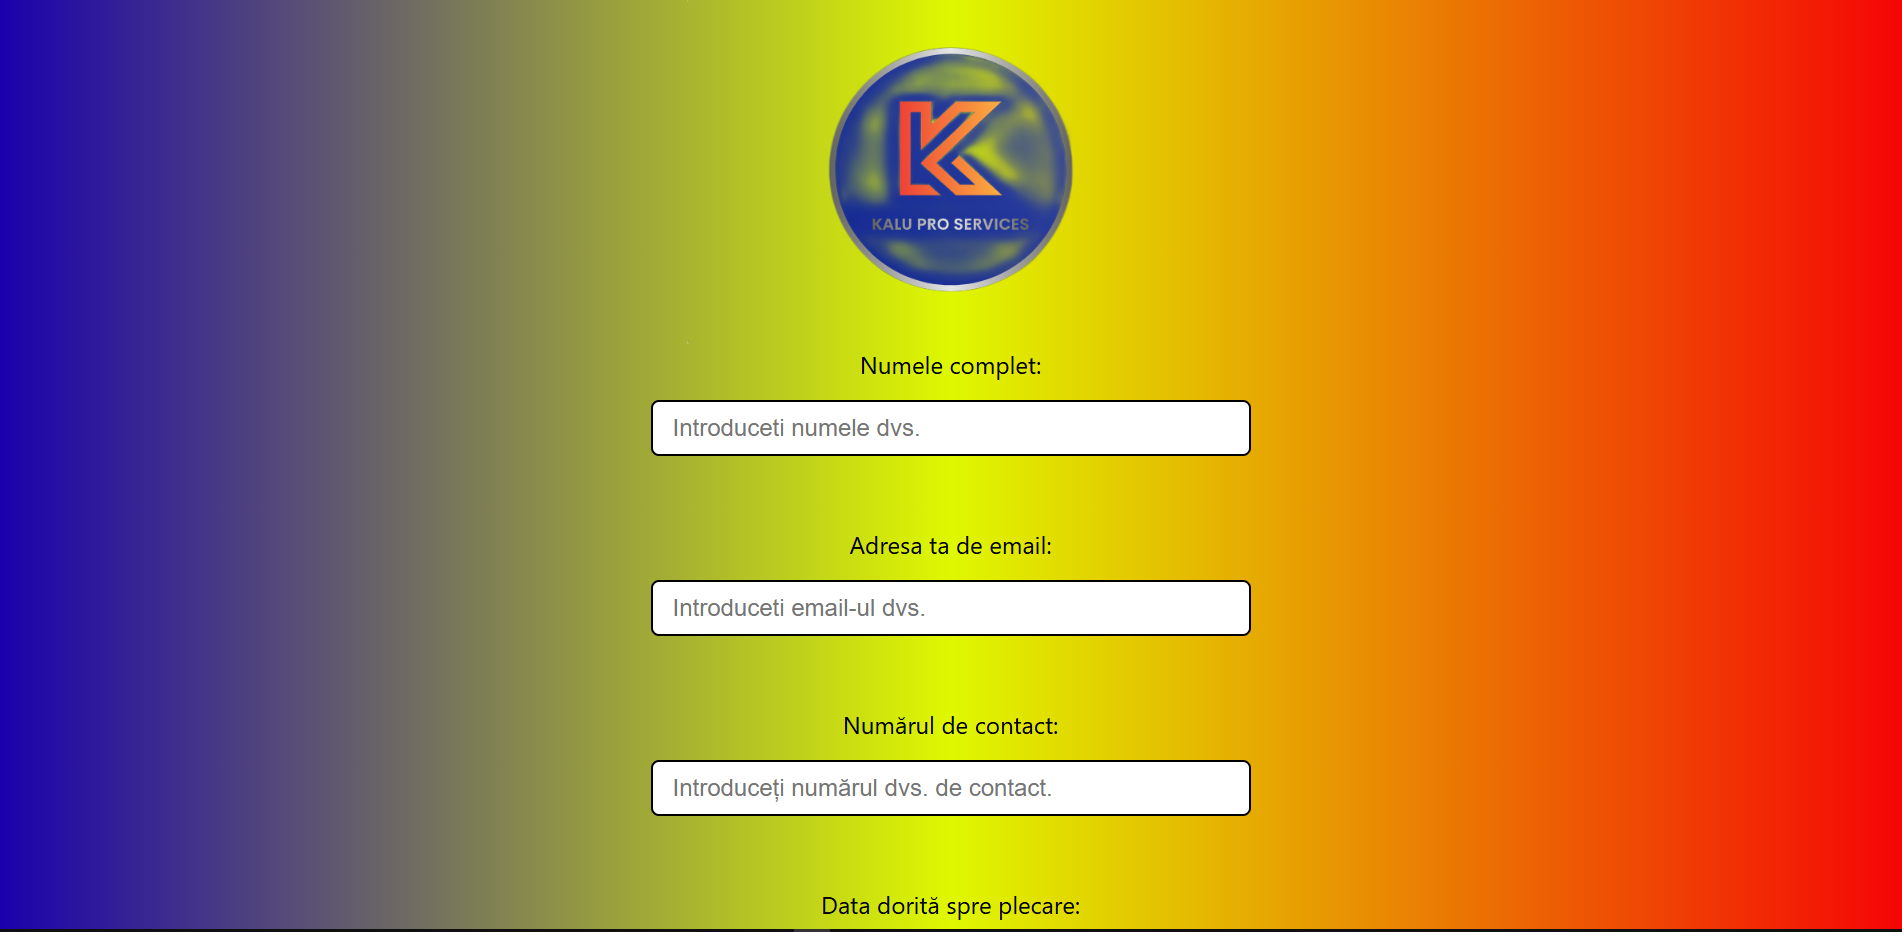 K
KALU PRO SERVICES
Numele complet:
Introduceti numele dvs.
Adresa ta de email:
Introduceti email-ul dvs.
Numărul de contact:
Introduceți numărul dvs. de contact.
Data dorită spre plecare: